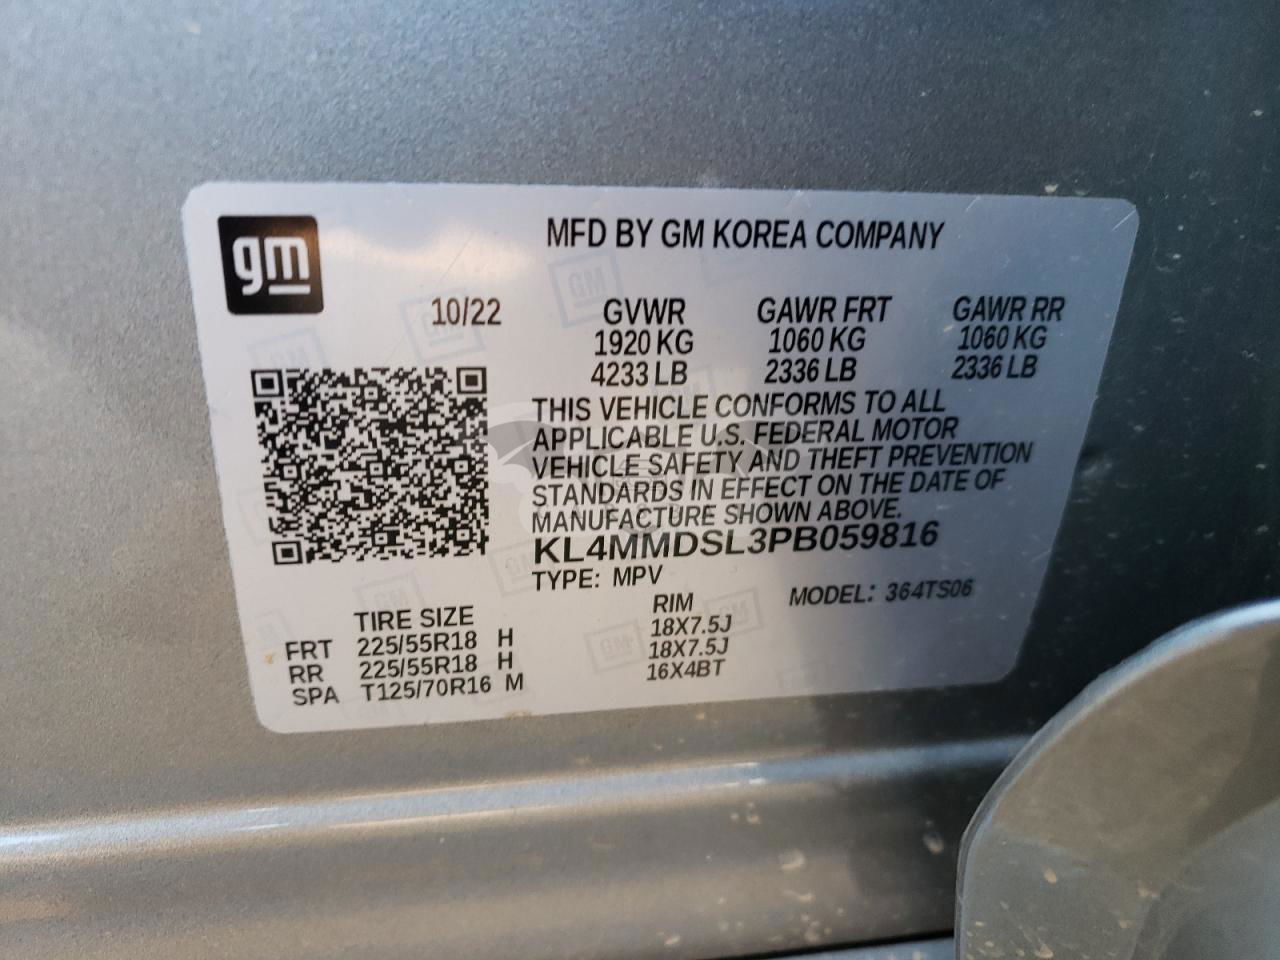 gm
MFD BY GM KOREA COMPANY
10/22 GVWR GAWR FRT GAWR RR
1920 KG 1060 KG 1060 KG
4233 LB 2336 LB 2336 LB
THIS VEHICLE CONFORMS TO ALL
APPLICABLE U.S. FEDERAL MOTOR
VEHICLE SAFETY AND THEFT PREVENTION
STANDARDS IN EFFECT ON THE DATE OF
MANUFACTURE SHOWN ABOVE.
KL4MMDSL3PB059816
TYPE: MPV MODEL: 364TS06
TIRE SIZE RIM
FRT 225/55R18 H 18X7.5J
RR 225/55R18 H 18X7.5J
SPA T125/70R16 M 16X4BT